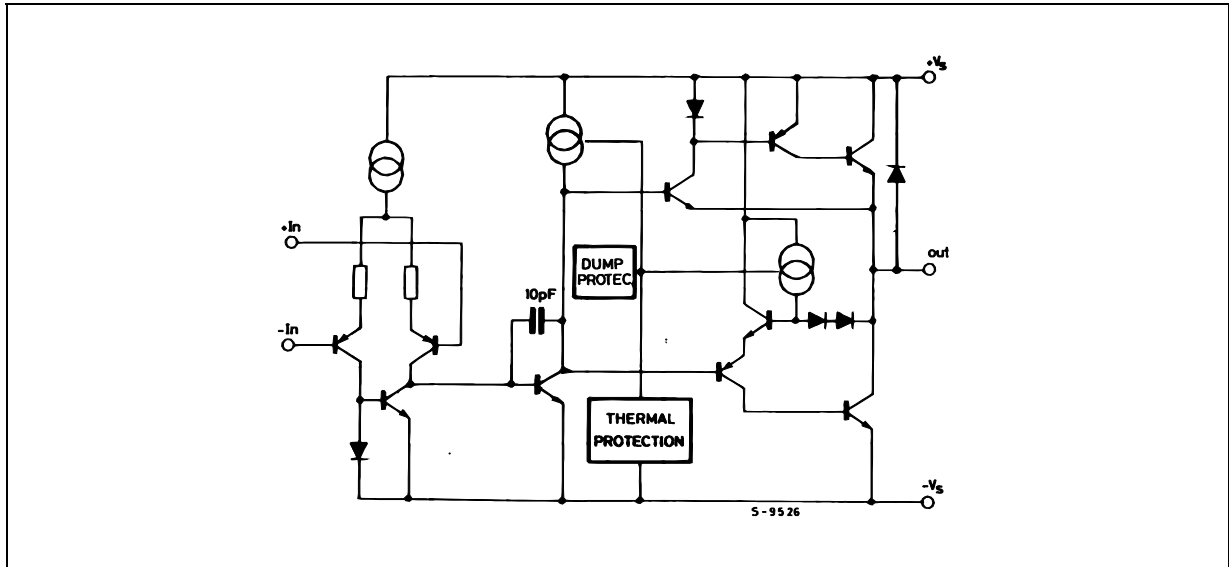 +Vs
+In
out
DUMP
PROTEC.
10pF
-In
THERMAL
PROTECTION
-Vs
S-9526